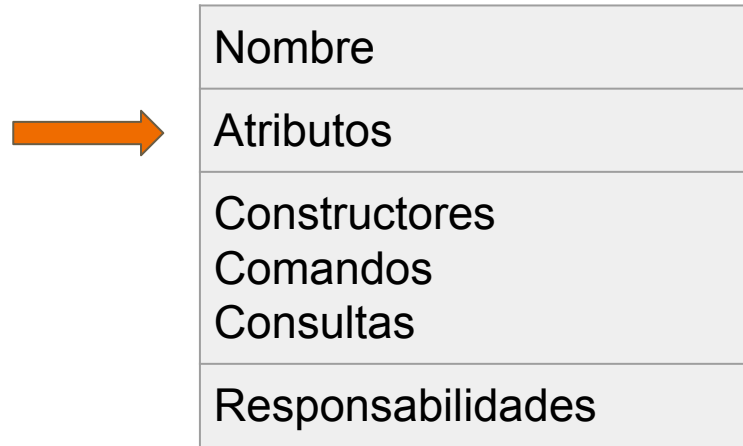 Nombre
Atributos
Constructores
Comandos
Consultas
Responsabilidades